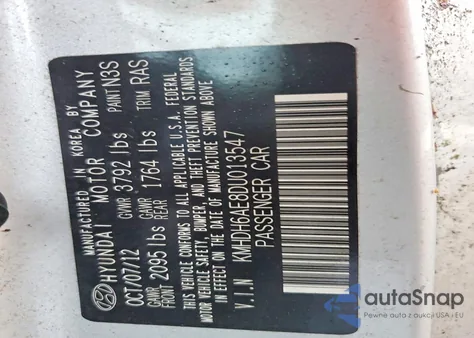 MANUFACTURED IN KOREA BY
HYUNDAI MOTOR COMPANY
OCT/07/12 GVWR 3792 lbs PAINT N3S
GAWR FRONT 2095 lbs GAWR REAR 1764 lbs TRIM RAS
THIS VEHICLE CONFORMS TO ALL APPLICABLE U.S.A. FEDERAL
MOTOR VEHICLE SAFETY, BUMPER, AND THEFT PREVENTION STANDARDS
IN EFFECT ON THE DATE OF MANUFACTURE SHOWN ABOVE
V.I.N KMHDH6AE8DU013547
PASSENGER CAR
autaSnap
Pewne auta z aukcji USA i EU